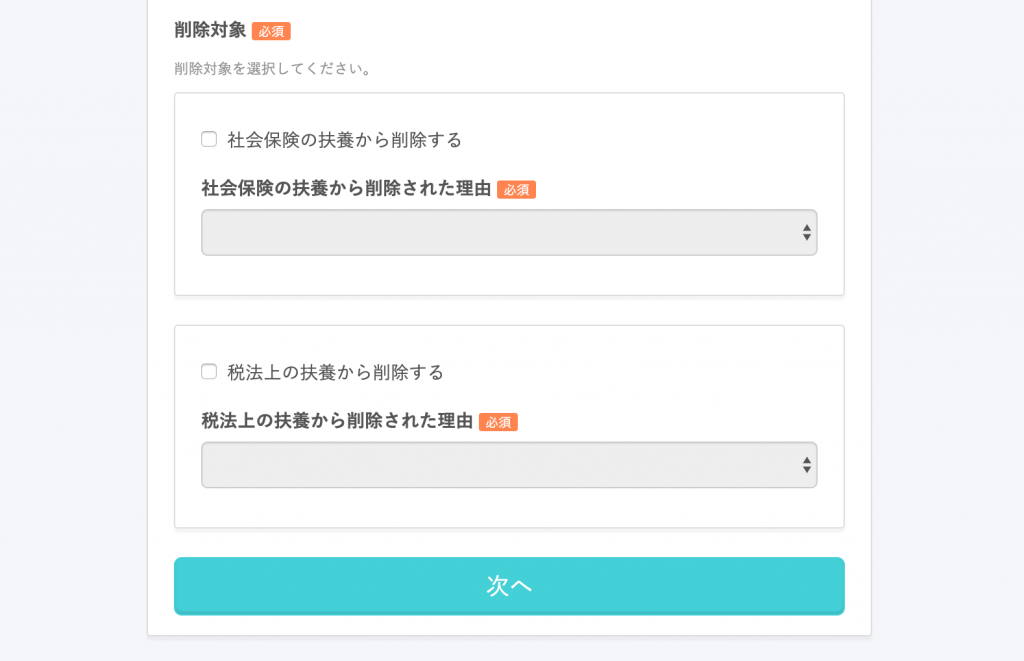 削除対象 必須
削除対象を選択してください。
社会保険の扶養から削除する
社会保険の扶養から削除された理由 必須
税法上の扶養から削除する
税法上の扶養から削除された理由 必須
次へ